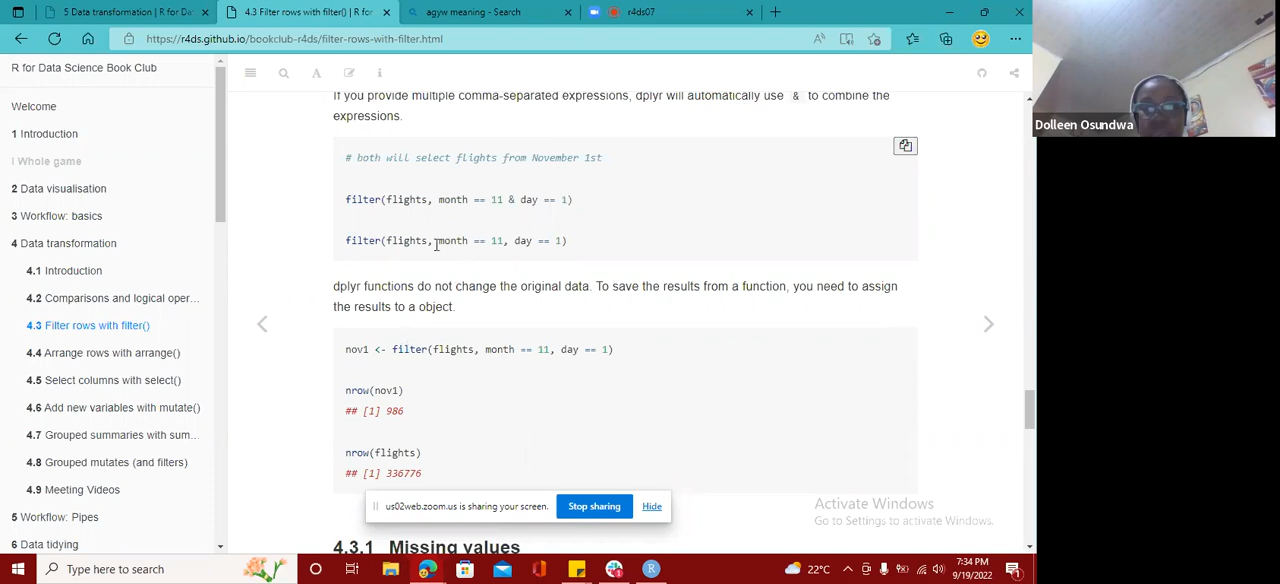 5 Data transformation | R for Dat
4.3 Filter rows with filter() | R fo
agyw meaning - Search
r4ds07
https://r4ds.github.io/bookclub-r4ds/filter-rows-with-filter.html
R for Data Science Book Club
Welcome
1 Introduction
I Whole game
2 Data visualisation
3 Workflow: basics
4 Data transformation
4.1 Introduction
4.2 Comparisons and logical oper...
4.3 Filter rows with filter()
4.4 Arrange rows with arrange()
4.5 Select columns with select()
4.6 Add new variables with mutate()
4.7 Grouped summaries with sum...
4.8 Grouped mutates (and filters)
4.9 Meeting Videos
5 Workflow: Pipes
6 Data tidying
If you provide multiple comma-separated expressions, dplyr will automatically use & to combine the
expressions.
# both will select flights from November 1st
filter(flights, month == 11 & day == 1)
filter(flights, month == 11, day == 1)
dplyr functions do not change the original data. To save the results from a function, you need to assign
the results to a object.
nov1 <- filter(flights, month == 11, day == 1)
nrow(nov1)
## [1] 986
nrow(flights)
## [1] 336776
us02web.zoom.us is sharing your screen.
Stop sharing
Hide
4.3.1 Missing values
Activate Windows
Go to Settings to activate Windows.
Dolleen Osundwa
Type here to search
22°C
7:34 PM
9/19/2022